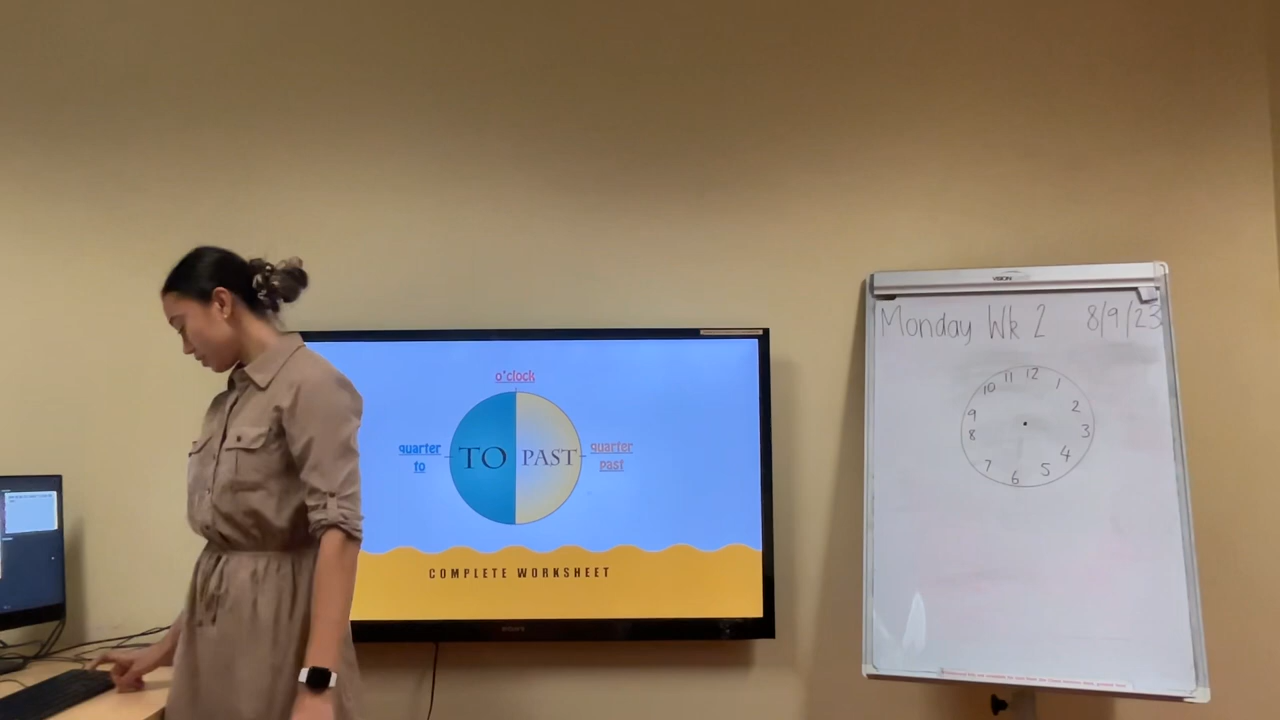 o'clock
quarter
to
TO
PAST
quarter
past
COMPLETE WORKSHEET
VISION
Monday Wk 2
8/9/23
12
1
2
3
4
5
6
7
8
9
10
11